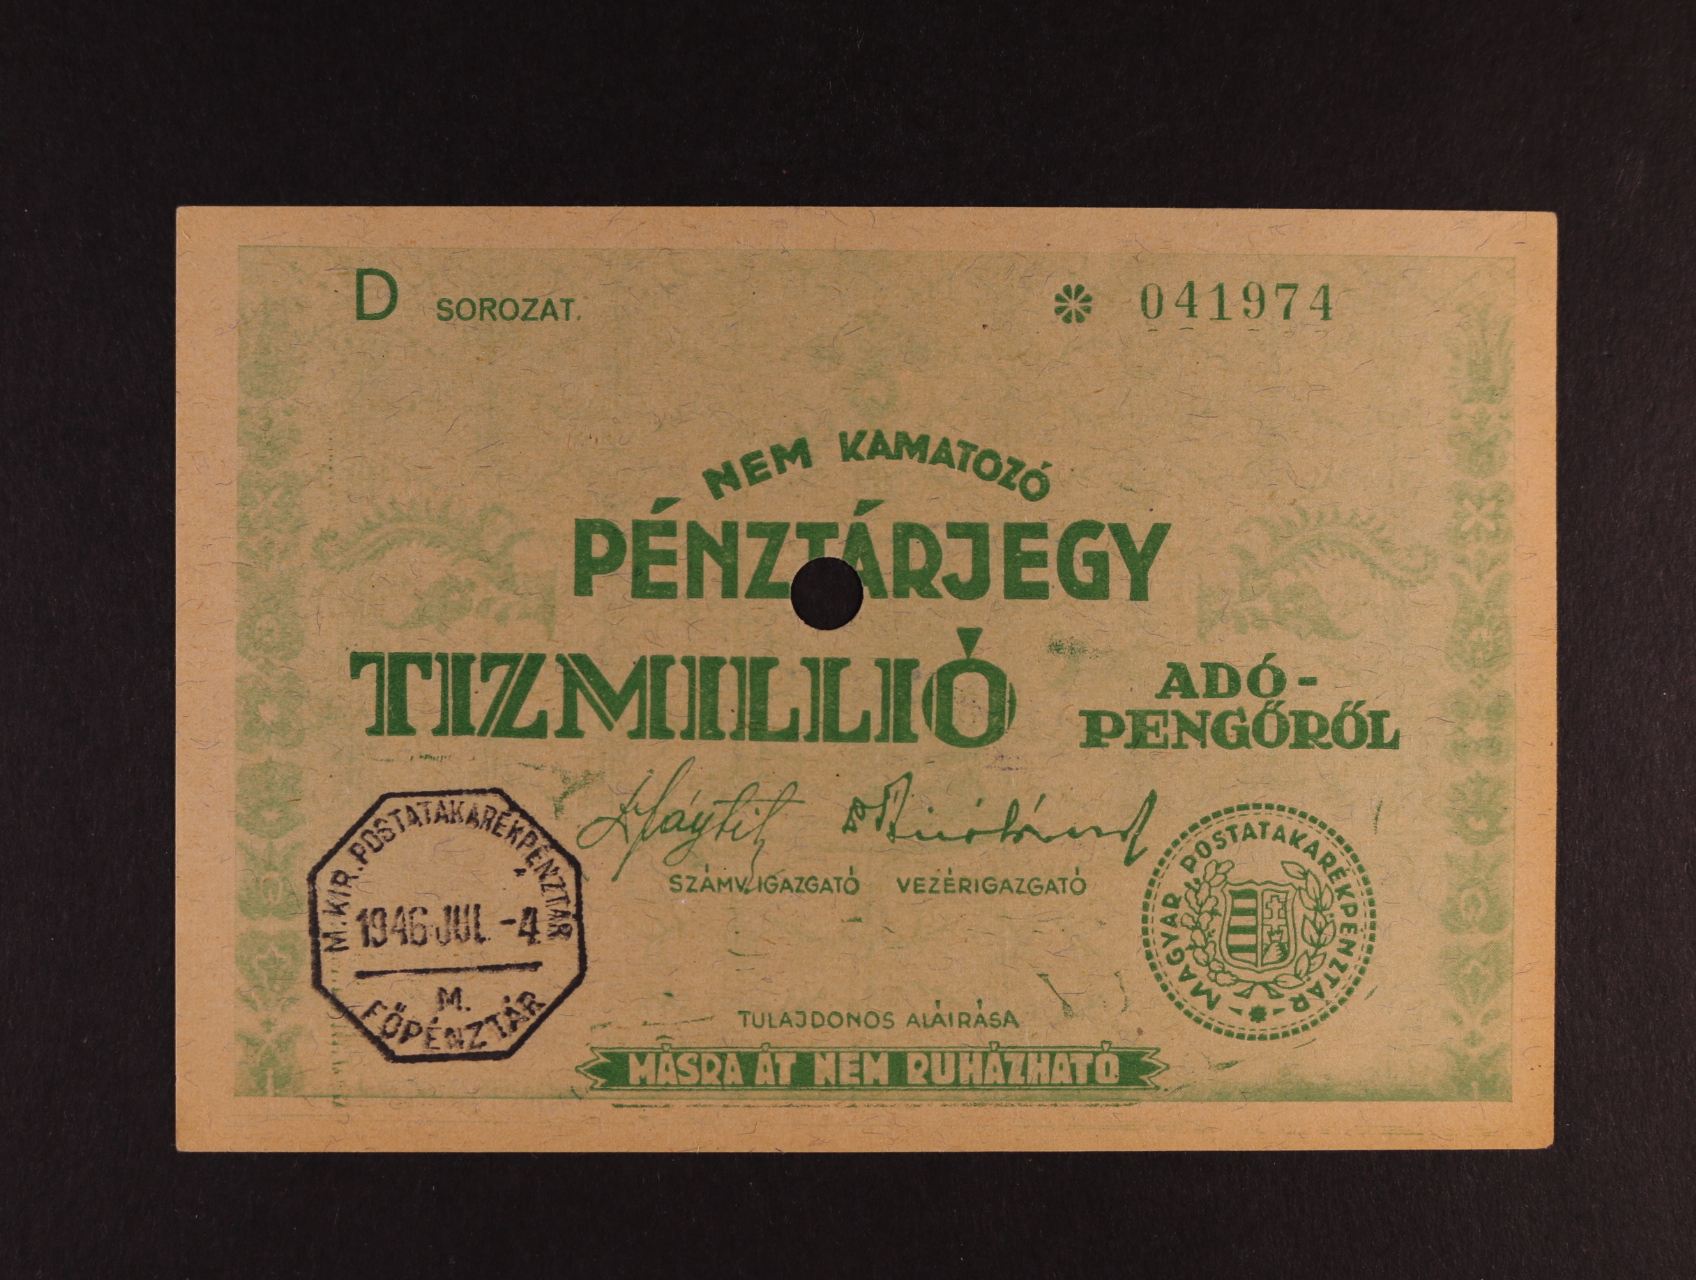 D SOROZAT.
* 041974
NEM KAMATOZÓ
PÉNZTÁRJEGY
TIZMILLIÓ
ADÓ-
PENGŐRŐL
SZÁMV. IGAZGATÓ VEZÉRIGAZGATÓ
M. KIR. POSTATAKARÉKPÉNZTÁR
1946 JUL -4
M.
FŐPÉNZTÁR
MAGYAR POSTATAKARÉKPÉNZTÁR
TULAJDONOS ALÁIRÁSA
MÁSRA ÁT NEM RUHÁZHATÓ